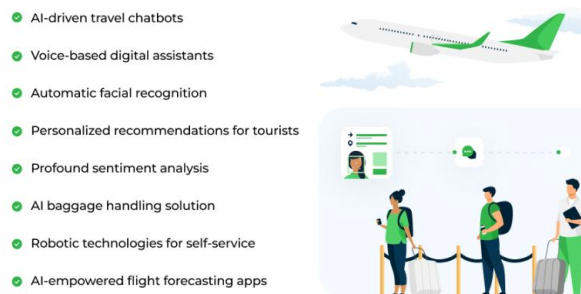 AI-driven travel chatbots
Voice-based digital assistants
Automatic facial recognition
Personalized recommendations for tourists
Profound sentiment analysis
AI baggage handling solution
Robotic technologies for self-service
AI-empowered flight forecasting apps